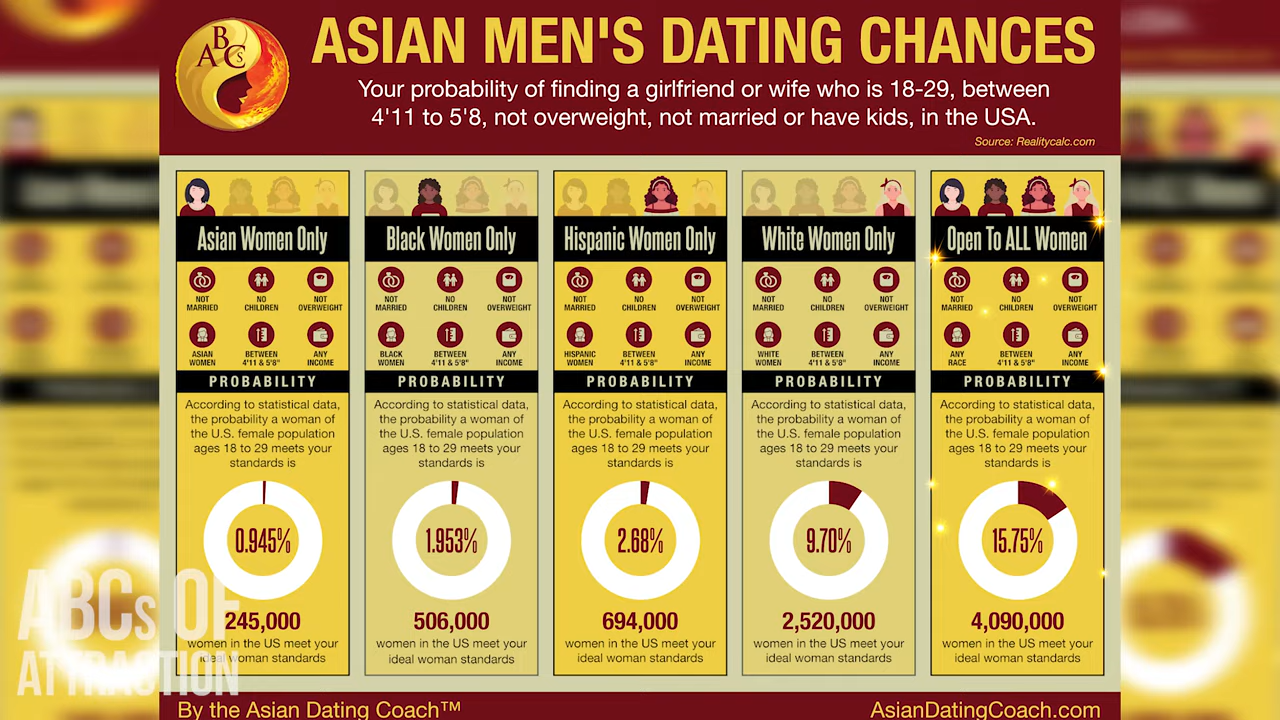 ABCs
ASIAN MEN'S DATING CHANCES
Your probability of finding a girlfriend or wife who is 18-29, between
4'11 to 5'8, not overweight, not married or have kids, in the USA.
Source: Realitycalc.com
Asian Women Only
NOT MARRIED
NO CHILDREN
NOT OVERWEIGHT
ASIAN WOMEN
BETWEEN 4'11 & 5'8"
ANY INCOME
PROBABILITY
According to statistical data,
the probability a woman of
the U.S. female population
ages 18 to 29 meets your
standards is
0.945%
245,000
women in the US meet your
ideal woman standards
Black Women Only
NOT MARRIED
NO CHILDREN
NOT OVERWEIGHT
BLACK WOMEN
BETWEEN 4'11 & 5'8"
ANY INCOME
PROBABILITY
According to statistical data,
the probability a woman of
the U.S. female population
ages 18 to 29 meets your
standards is
1.953%
506,000
women in the US meet your
ideal woman standards
Hispanic Women Only
NOT MARRIED
NO CHILDREN
NOT OVERWEIGHT
HISPANIC WOMEN
BETWEEN 4'11 & 5'8"
ANY INCOME
PROBABILITY
According to statistical data,
the probability a woman of
the U.S. female population
ages 18 to 29 meets your
standards is
2.68%
694,000
women in the US meet your
ideal woman standards
White Women Only
NOT MARRIED
NO CHILDREN
NOT OVERWEIGHT
WHITE WOMEN
BETWEEN 4'11 & 5'8"
ANY INCOME
PROBABILITY
According to statistical data,
the probability a woman of
the U.S. female population
ages 18 to 29 meets your
standards is
9.70%
2,520,000
women in the US meet your
ideal woman standards
Open To ALL Women
NOT MARRIED
NO CHILDREN
NOT OVERWEIGHT
ANY RACE
BETWEEN 4'11 & 5'8"
ANY INCOME
PROBABILITY
According to statistical data,
the probability a woman of
the U.S. female population
ages 18 to 29 meets your
standards is
15.75%
4,090,000
women in the US meet your
ideal woman standards
ABCs OF
ATTRACTION
By the Asian Dating Coach™
AsianDatingCoach.com